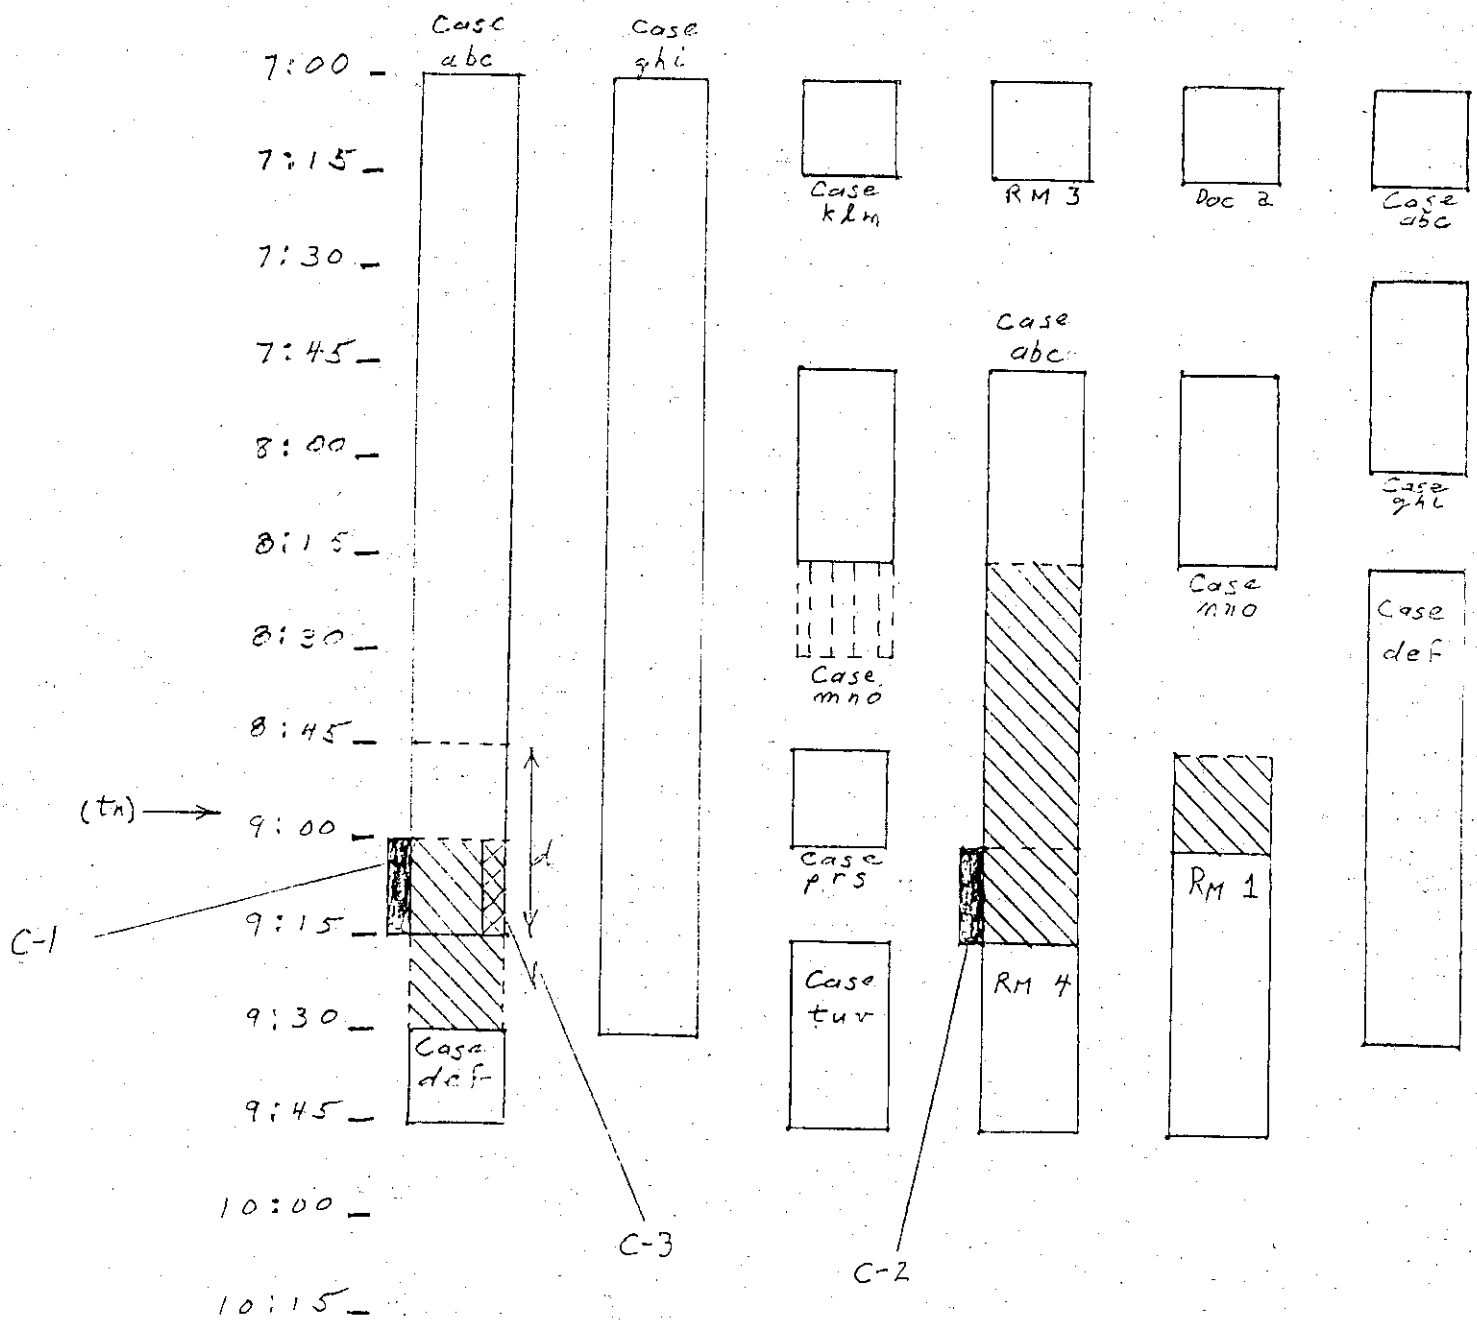 Case
abc
Case
ghi
7:00
7:15
Case
klm
RM 3
Doc 2
Case
abc
7:30
7:45
Case
abc
8:00
Case
ghi
8:15
Case
mno
Case
def
8:30
Case
mno
8:45
(tn)
9:00
d
Case
prs
RM 1
9:15
C-1
Case
tuv
RM 4
9:30
Case
def
9:45
10:00
C-3
C-2
10:15